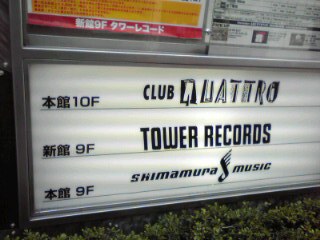 新館9F タワーレコード
本館10F CLUB QUATTRO
新館 9F TOWER RECORDS
本館 9F SHIMAMURA MUSIC